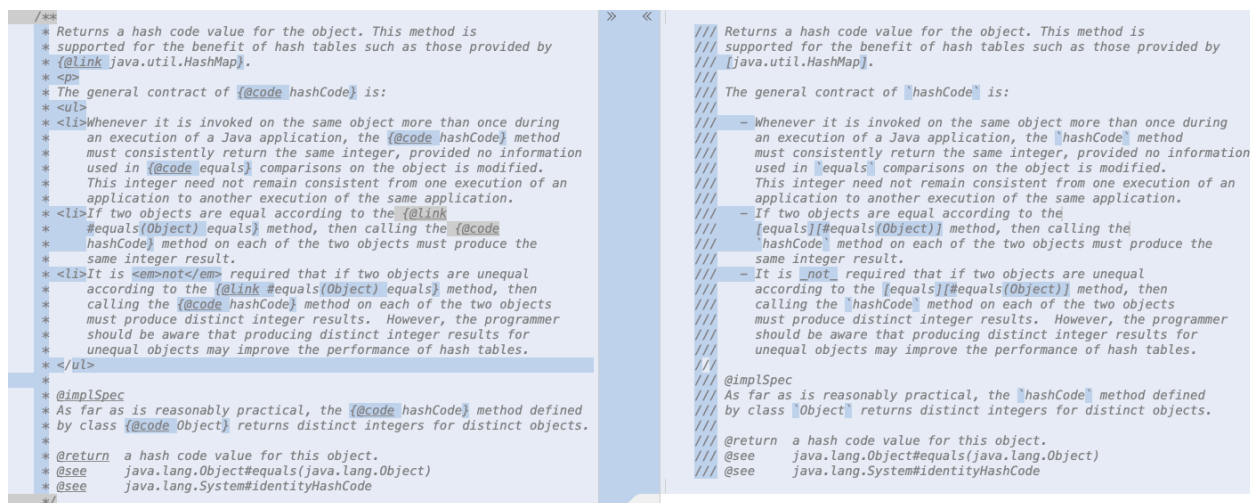 /**
* Returns a hash code value for the object. This method is
* supported for the benefit of hash tables such as those provided by
* {@link java.util.HashMap}.
* <p>
* The general contract of {@code hashCode} is:
* <ul>
* <li>Whenever it is invoked on the same object more than once during
*     an execution of a Java application, the {@code hashCode} method
*     must consistently return the same integer, provided no information
*     used in {@code equals} comparisons on the object is modified.
*     This integer need not remain consistent from one execution of an
*     application to another execution of the same application.
* <li>If two objects are equal according to the {@link
*     #equals(Object) equals} method, then calling the {@code
*     hashCode} method on each of the two objects must produce the
*     same integer result.
* <li>It is <em>not</em> required that if two objects are unequal
*     according to the {@link #equals(Object) equals} method, then
*     calling the {@code hashCode} method on each of the two objects
*     must produce distinct integer results.  However, the programmer
*     should be aware that producing distinct integer results for
*     unequal objects may improve the performance of hash tables.
* </ul>
*
* @implSpec
* As far as is reasonably practical, the {@code hashCode} method defined
* by class {@code Object} returns distinct integers for distinct objects.
*
* @return  a hash code value for this object.
* @see     java.lang.Object#equals(java.lang.Object)
* @see     java.lang.System#identityHashCode
*/
» «
/// Returns a hash code value for the object. This method is
/// supported for the benefit of hash tables such as those provided by
/// [java.util.HashMap].
///
/// The general contract of `hashCode` is:
///
///   - Whenever it is invoked on the same object more than once during
///     an execution of a Java application, the `hashCode` method
///     must consistently return the same integer, provided no information
///     used in `equals` comparisons on the object is modified.
///     This integer need not remain consistent from one execution of an
///     application to another execution of the same application.
///   - If two objects are equal according to the
///     [equals][#equals(Object)] method, then calling the
///     `hashCode` method on each of the two objects must produce the
///     same integer result.
///   - It is _not_ required that if two objects are unequal
///     according to the [equals][#equals(Object)] method, then
///     calling the `hashCode` method on each of the two objects
///     must produce distinct integer results.  However, the programmer
///     should be aware that producing distinct integer results for
///     unequal objects may improve the performance of hash tables.
///
/// @implSpec
/// As far as is reasonably practical, the `hashCode` method defined
/// by class `Object` returns distinct integers for distinct objects.
///
/// @return  a hash code value for this object.
/// @see     java.lang.Object#equals(java.lang.Object)
/// @see     java.lang.System#identityHashCode